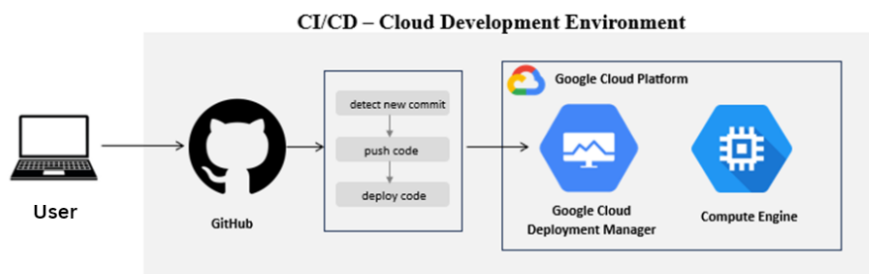 CI/CD – Cloud Development Environment
Google Cloud Platform
detect new commit
push code
deploy code
User
GitHub
Google Cloud
Deployment Manager
Compute Engine